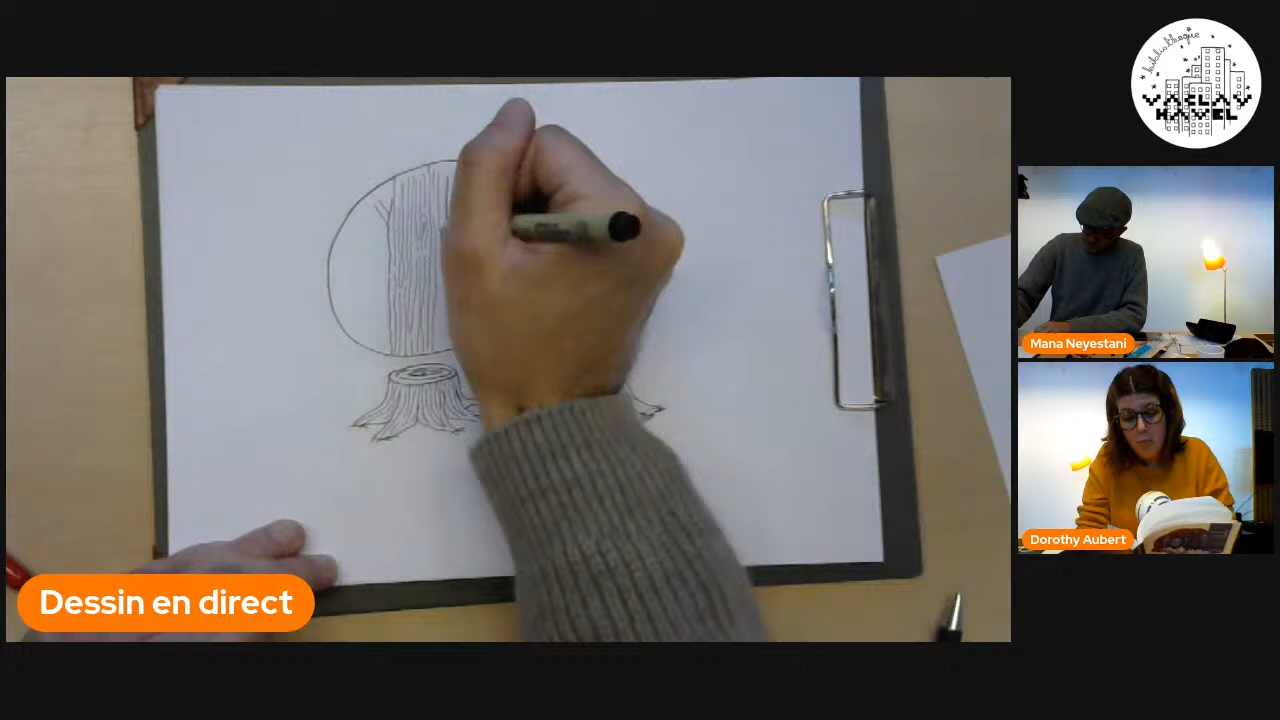 bibliothèque
VACLAV
HAVEL
Mana Neyestani
Dorothy Aubert
Dessin en direct